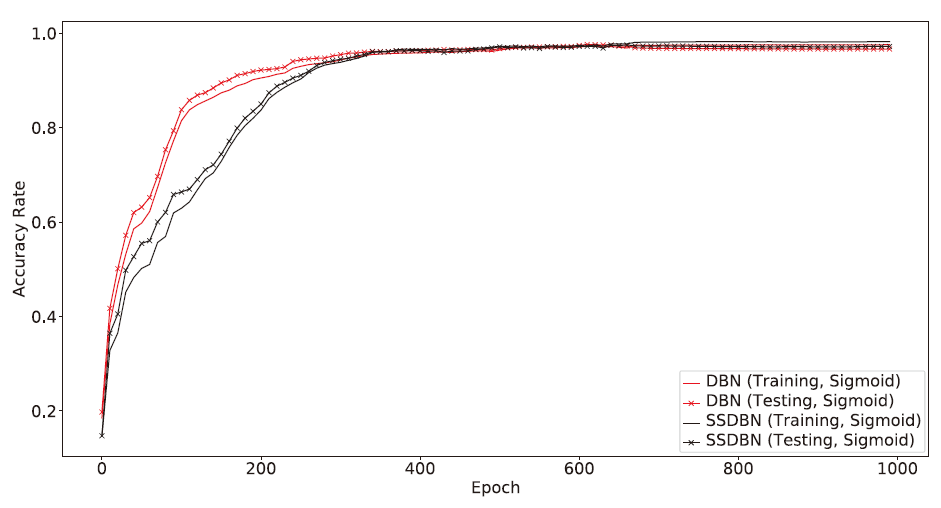 1.0
0.8
0.6
0.4
0.2
Accuracy Rate
0 200 400 600 800 1000
Epoch
DBN (Training, Sigmoid)
DBN (Testing, Sigmoid)
SSDBN (Training, Sigmoid)
SSDBN (Testing, Sigmoid)